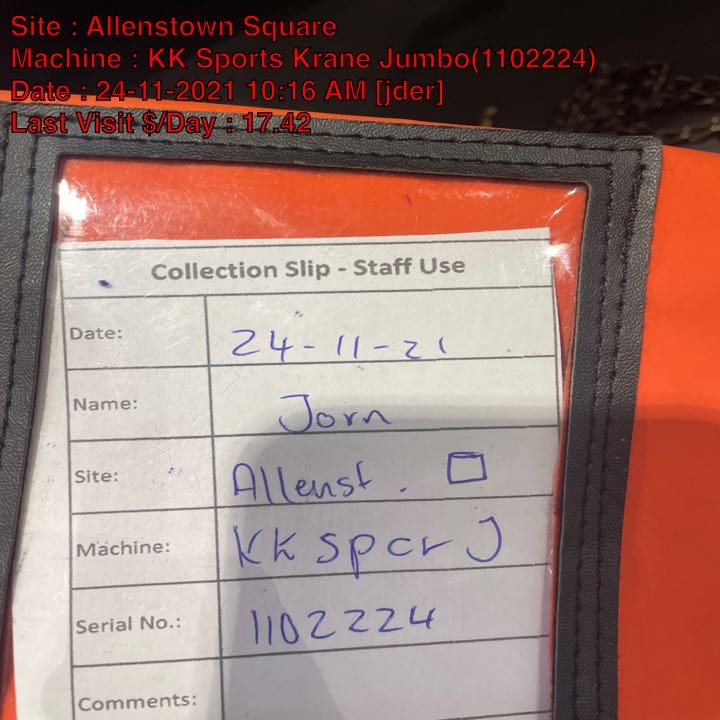 Site : Allenstown Square
Machine : KK Sports Krane Jumbo(1102224)
Date : 24-11-2021 10:16 AM [jder]
Last Visit $/Day : 17.42
Collection Slip - Staff Use
Date: 24-11-21
Name: Jorn
Site: Allenst. □
Machine: KK Spcr J
Serial No.: 1102224
Comments: